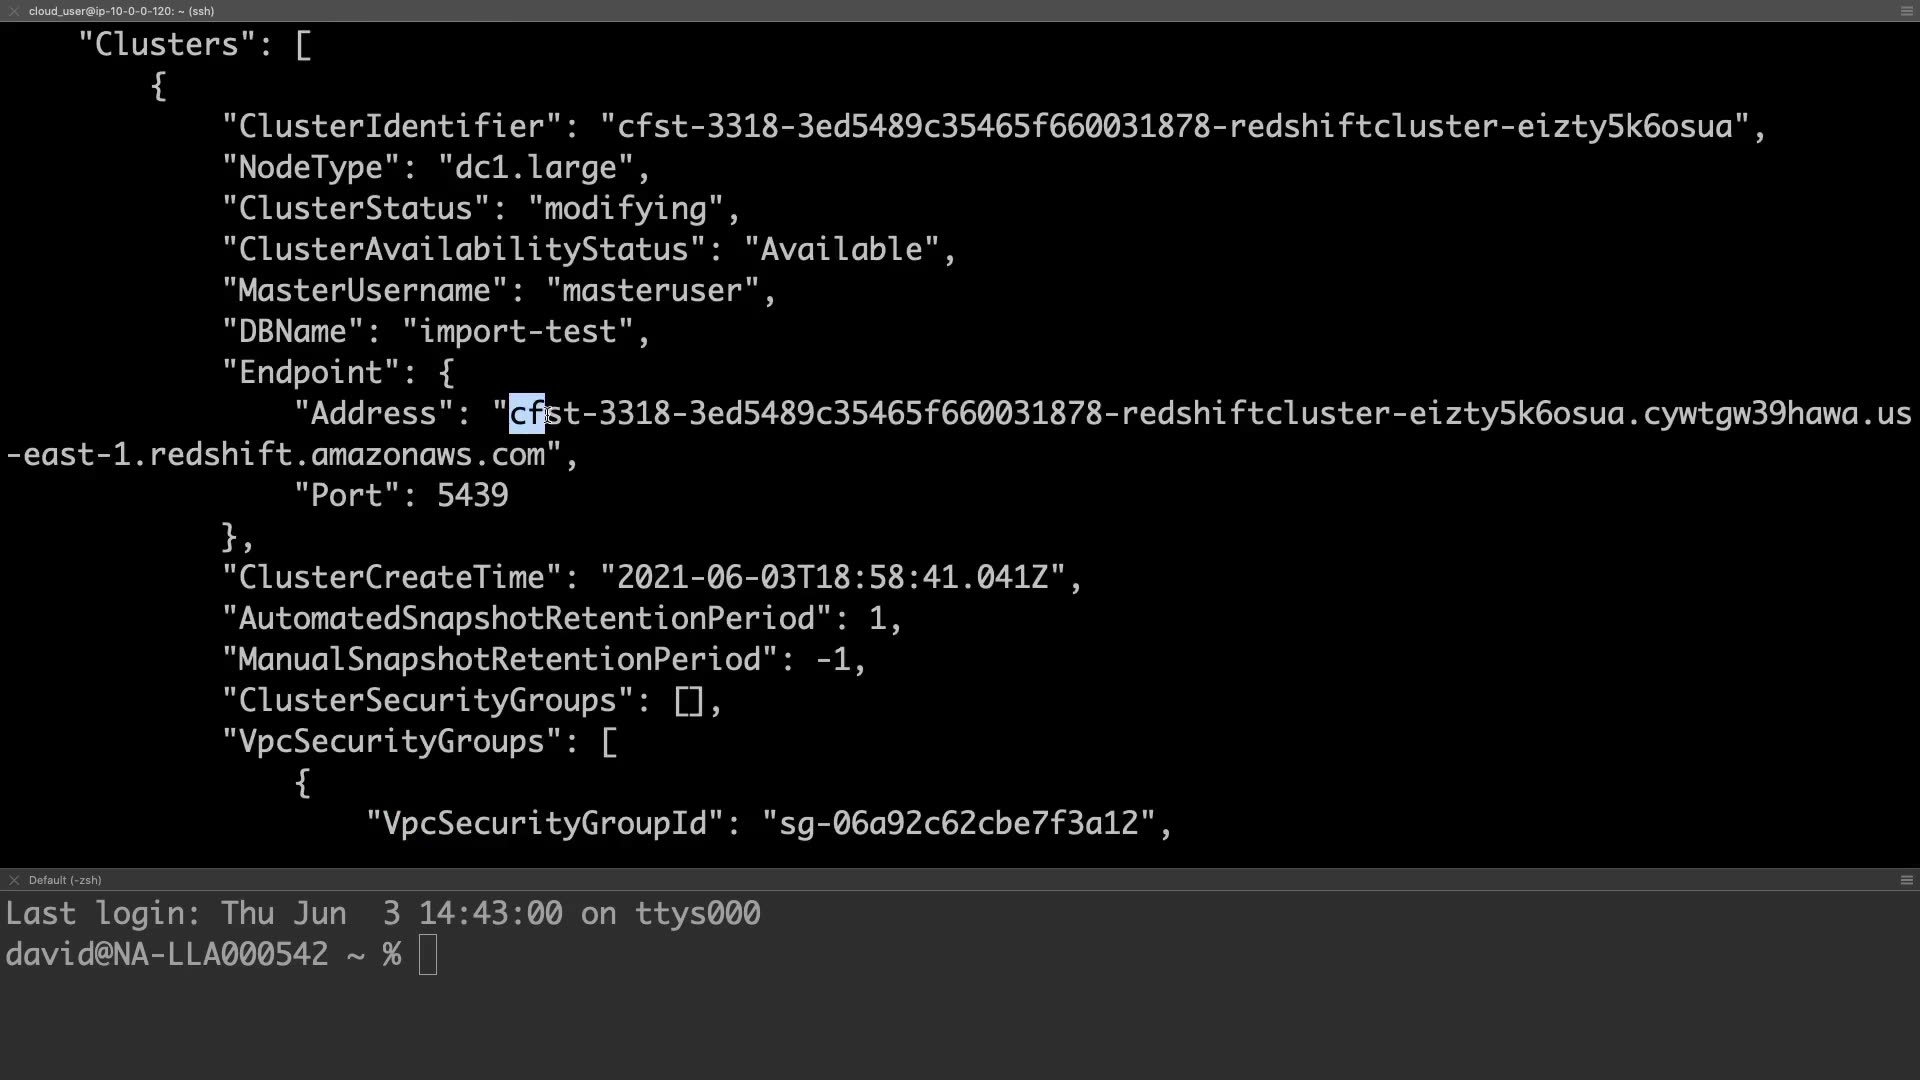 cloud_user@ip-10-0-0-120: ~ (ssh)
"Clusters": [
{
"ClusterIdentifier": "cfst-3318-3ed5489c35465f660031878-redshiftcluster-eizty5k6osua",
"NodeType": "dc1.large",
"ClusterStatus": "modifying",
"ClusterAvailabilityStatus": "Available",
"MasterUsername": "masteruser",
"DBName": "import-test",
"Endpoint": {
"Address": "cfst-3318-3ed5489c35465f660031878-redshiftcluster-eizty5k6osua.cywtgw39hawa.us
-east-1.redshift.amazonaws.com",
"Port": 5439
},
"ClusterCreateTime": "2021-06-03T18:58:41.041Z",
"AutomatedSnapshotRetentionPeriod": 1,
"ManualSnapshotRetentionPeriod": -1,
"ClusterSecurityGroups": [],
"VpcSecurityGroups": [
{
"VpcSecurityGroupId": "sg-06a92c62cbe7f3a12",
Default (-zsh)
Last login: Thu Jun  3 14:43:00 on ttys000
david@NA-LLA000542 ~ %